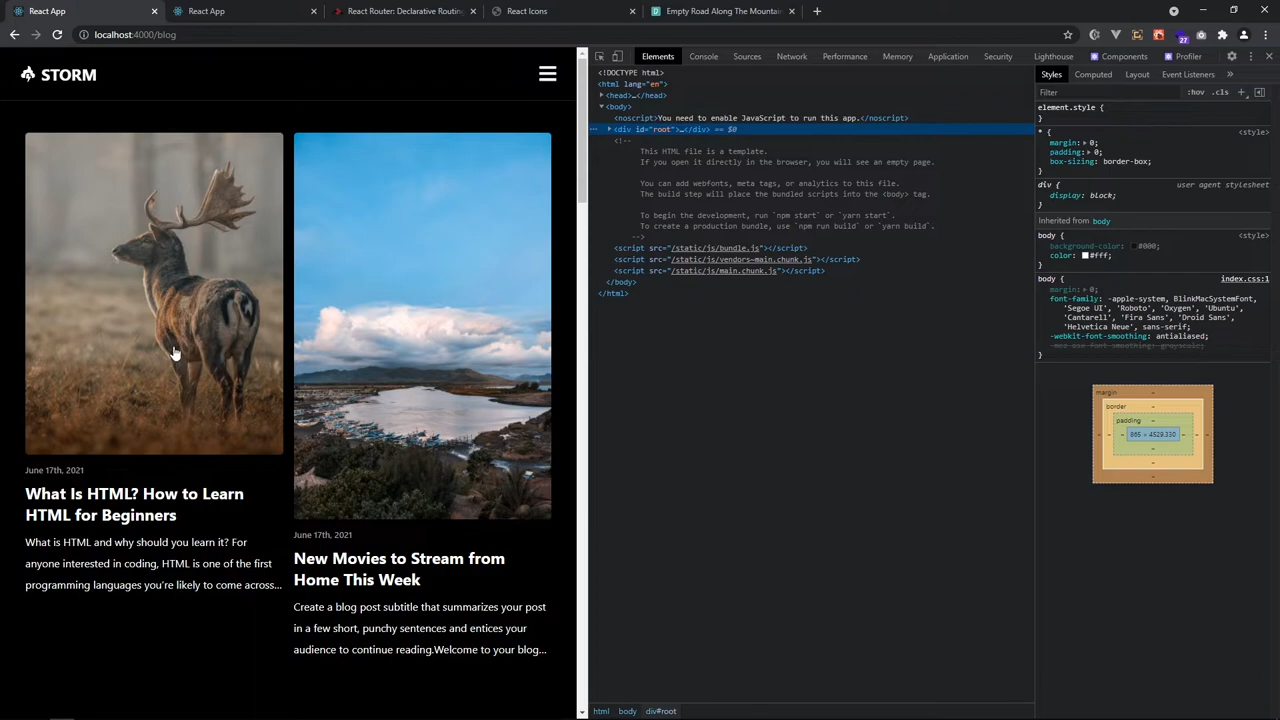 React App
React App
React Router: Declarative Routin
React Icons
Empty Road Along The Mountain
localhost:4000/blog
27
STORM
June 17th, 2021
What Is HTML? How to Learn
HTML for Beginners
What is HTML and why should you learn it? For
anyone interested in coding, HTML is one of the first
programming languages you're likely to come across...
June 17th, 2021
New Movies to Stream from
Home This Week
Create a blog post subtitle that summarizes your post
in a few short, punchy sentences and entices your
audience to continue reading.Welcome to your blog...
Elements Console Sources Network Performance Memory Application Security Lighthouse Components Profiler
<!DOCTYPE html>
<html lang="en">
<head>…</head>
<body>
<noscript>You need to enable JavaScript to run this app.</noscript>
<div id="root">…</div> == $0
<!--
This HTML file is a template.
If you open it directly in the browser, you will see an empty page.
You can add webfonts, meta tags, or analytics to this file.
The build step will place the bundled scripts into the <body> tag.
To begin the development, run `npm start` or `yarn start`.
To create a production bundle, use `npm run build` or `yarn build`.
-->
<script src="/static/js/bundle.js"></script>
<script src="/static/js/vendors~main.chunk.js"></script>
<script src="/static/js/main.chunk.js"></script>
</body>
</html>
html body div#root
Styles Computed Layout Event Listeners »
Filter :hov .cls +
element.style {
}
* { <style>
margin: 0;
padding: 0;
box-sizing: border-box;
}
div { user agent stylesheet
display: block;
}
Inherited from body
body { <style>
background-color: #000;
color: #fff;
}
body { index.css:1
margin: 0;
font-family: -apple-system, BlinkMacSystemFont,
'Segoe UI', 'Roboto', 'Oxygen', 'Ubuntu',
'Cantarell', 'Fira Sans', 'Droid Sans',
'Helvetica Neue', sans-serif;
-webkit-font-smoothing: antialiased;
-moz-osx-font-smoothing: grayscale;
}
margin -
border -
padding -
865 × 4529.330